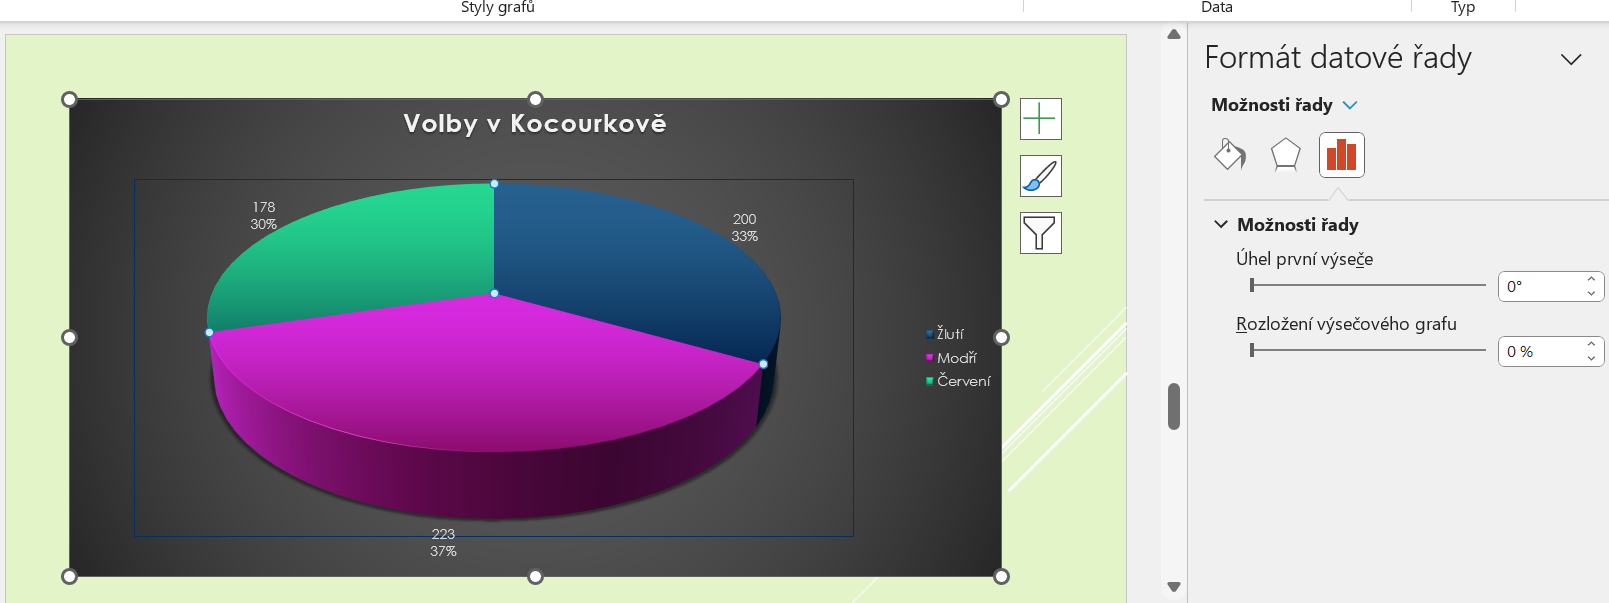 Styly grafů
Data
Typ
Volby v Kocourkově
178
30%
200
33%
223
37%
Žlutí
Modří
Červení
Formát datové řady
Možnosti řady
Možnosti řady
Úhel první výseče
0°
Rozložení výsečového grafu
0 %